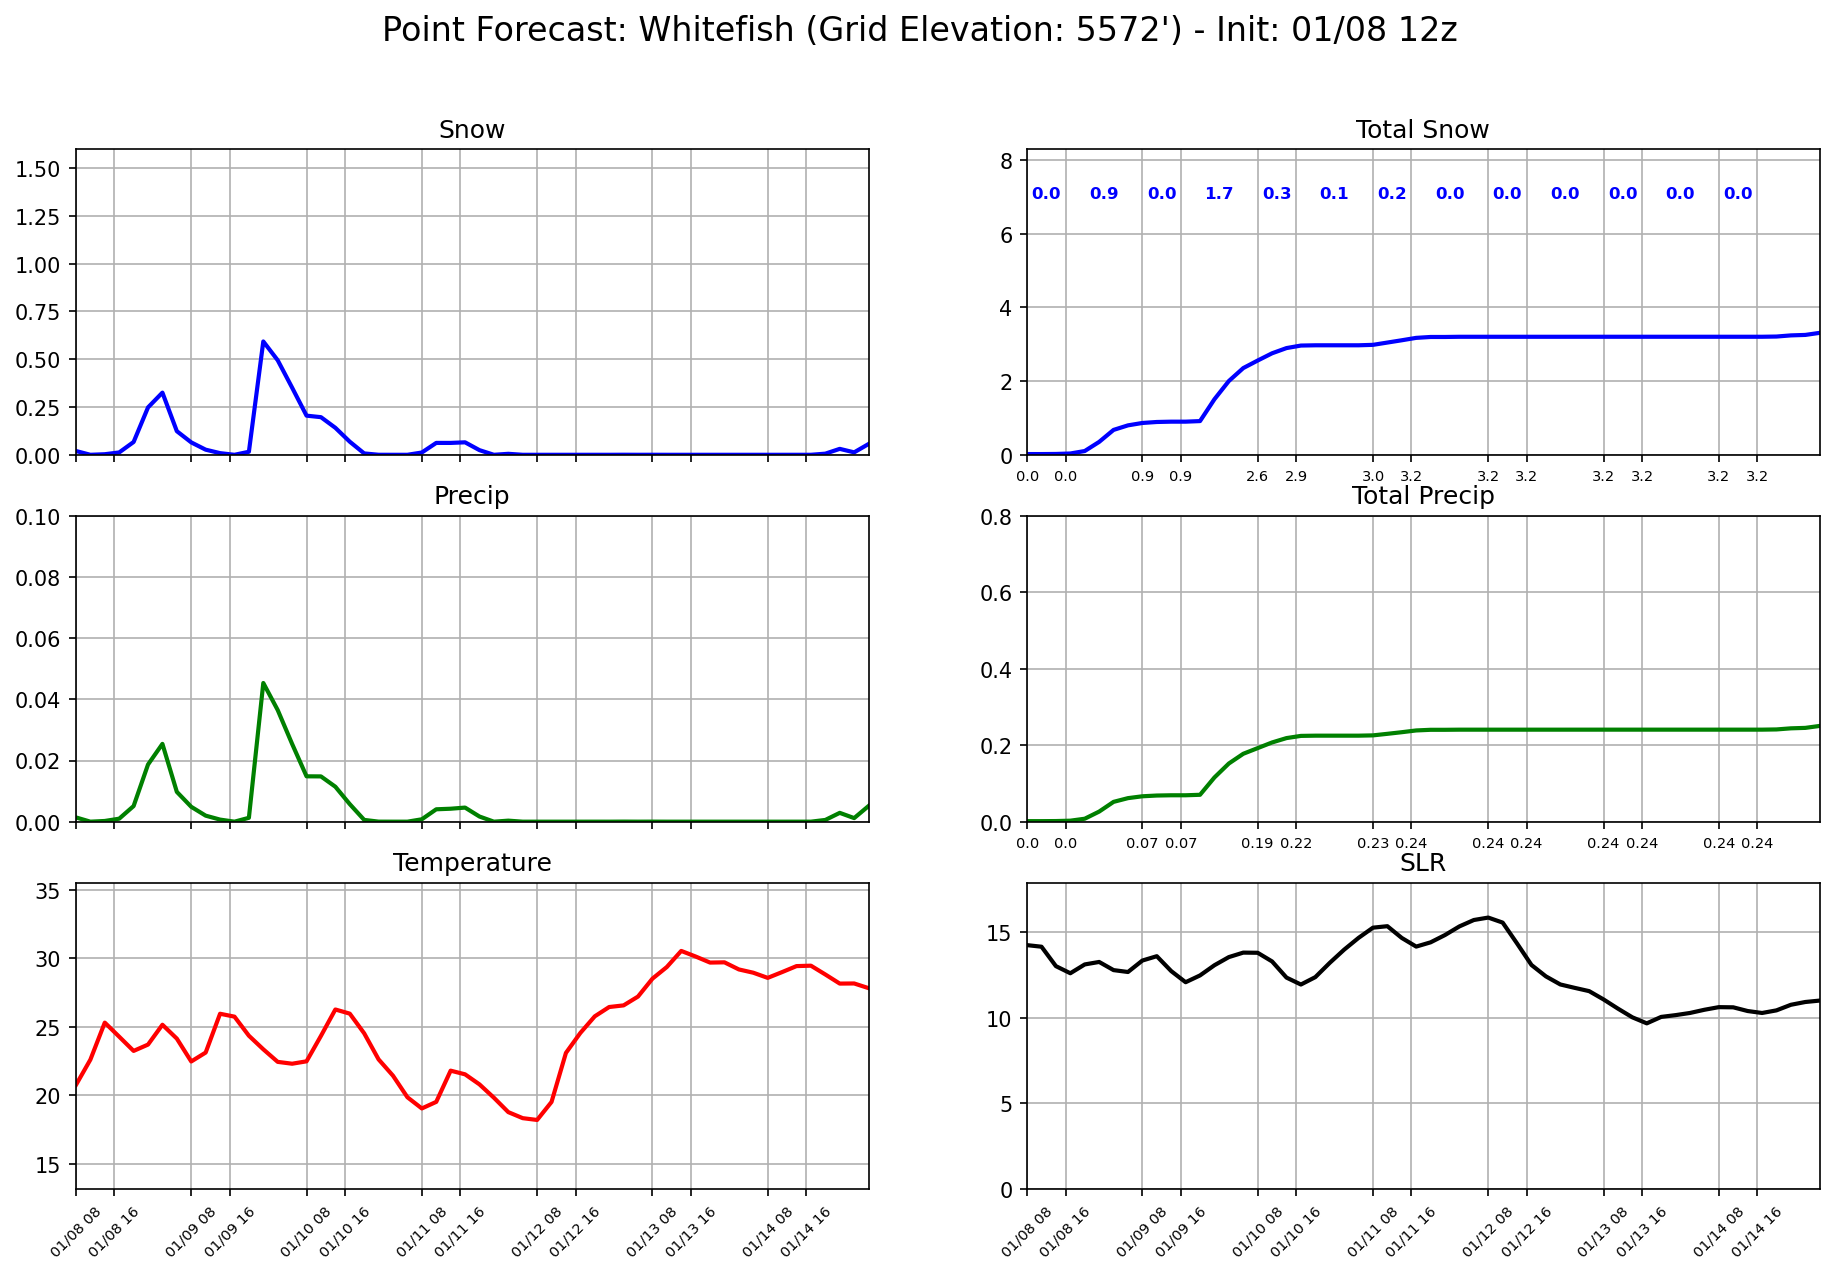 Point Forecast: Whitefish (Grid Elevation: 5572') - Init: 01/08 12z
Snow
1.50
1.25
1.00
0.75
0.50
0.25
0.00
Total Snow
8
6
4
2
0
0.0 0.9 0.0 1.7 0.3 0.1 0.2 0.0 0.0 0.0 0.0 0.0 0.0
0.0 0.0 0.9 0.9 2.6 2.9 3.0 3.2 3.2 3.2 3.2 3.2 3.2 3.2
Precip
0.10
0.08
0.06
0.04
0.02
0.00
Total Precip
0.8
0.6
0.4
0.2
0.0
0.0 0.0 0.07 0.07 0.19 0.22 0.23 0.24 0.24 0.24 0.24 0.24 0.24 0.24
Temperature
35
30
25
20
15
01/08 08 01/08 16 01/09 08 01/09 16 01/10 08 01/10 16 01/11 08 01/11 16 01/12 08 01/12 16 01/13 08 01/13 16 01/14 08 01/14 16
SLR
15
10
5
0
01/08 08 01/08 16 01/09 08 01/09 16 01/10 08 01/10 16 01/11 08 01/11 16 01/12 08 01/12 16 01/13 08 01/13 16 01/14 08 01/14 16